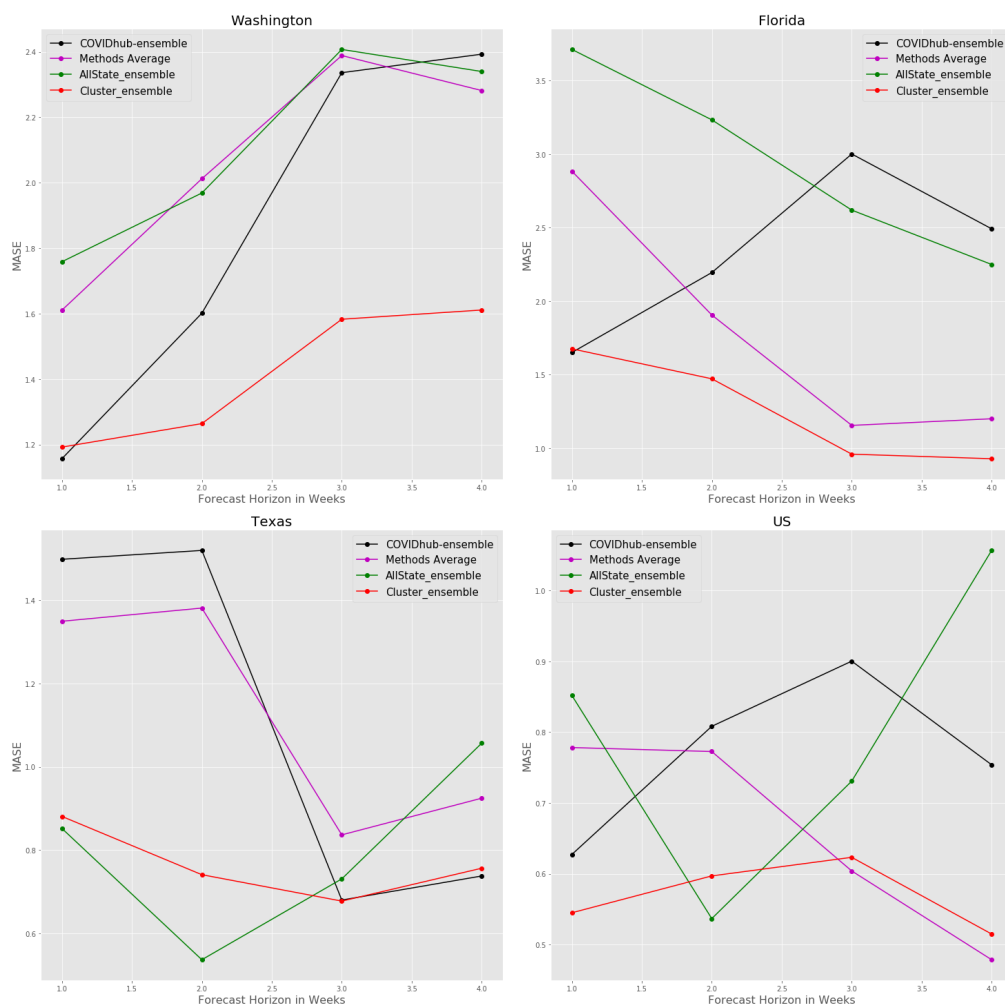 Washington
COVIDhub-ensemble
Methods Average
AllState_ensemble
Cluster_ensemble
MASE
2.4
2.2
2.0
1.8
1.6
1.4
1.2
1.0 1.5 2.0 2.5 3.0 3.5 4.0
Forecast Horizon in Weeks
Florida
COVIDhub-ensemble
Methods Average
AllState_ensemble
Cluster_ensemble
MASE
3.5
3.0
2.5
2.0
1.5
1.0
1.0 1.5 2.0 2.5 3.0 3.5 4.0
Forecast Horizon in Weeks
Texas
COVIDhub-ensemble
Methods Average
AllState_ensemble
Cluster_ensemble
MASE
1.4
1.2
1.0
0.8
0.6
1.0 1.5 2.0 2.5 3.0 3.5 4.0
Forecast Horizon in Weeks
US
COVIDhub-ensemble
Methods Average
AllState_ensemble
Cluster_ensemble
MASE
1.0
0.9
0.8
0.7
0.6
0.5
1.0 1.5 2.0 2.5 3.0 3.5 4.0
Forecast Horizon in Weeks